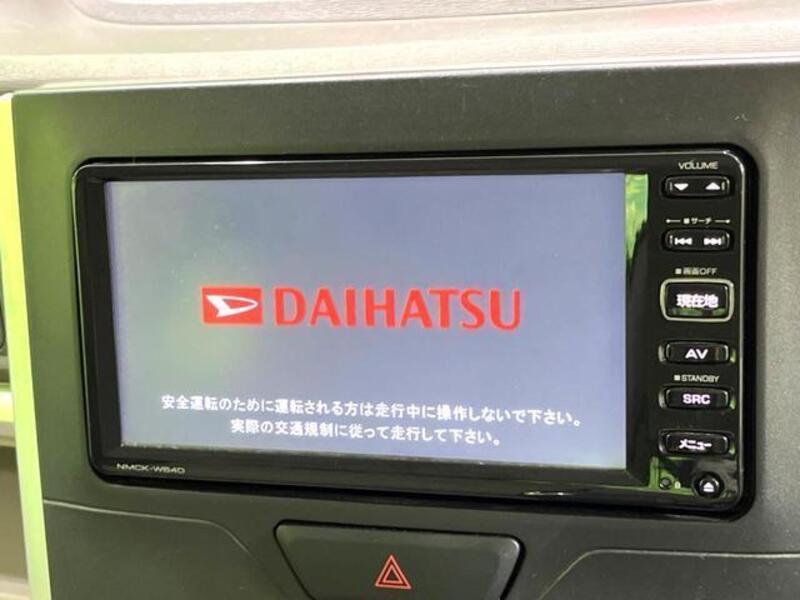 VOLUME
サーチ
画面OFF
現在地
AV
STANDBY
SRC
メニュー
DAIHATSU
安全運転のために運転される方は走行中に操作しないで下さい。
実際の交通規制に従って走行して下さい。
NMCK-W64D